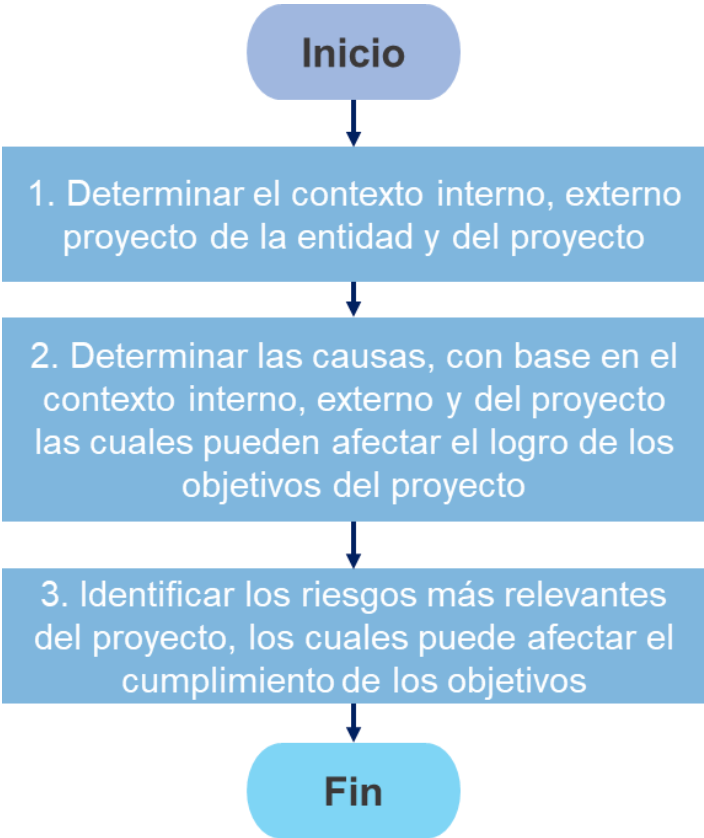 Inicio
1. Determinar el contexto interno, externo
proyecto de la entidad y del proyecto
2. Determinar las causas, con base en el
contexto interno, externo y del proyecto
las cuales pueden afectar el logro de los
objetivos del proyecto
3. Identificar los riesgos más relevantes
del proyecto, los cuales puede afectar el
cumplimiento de los objetivos
Fin